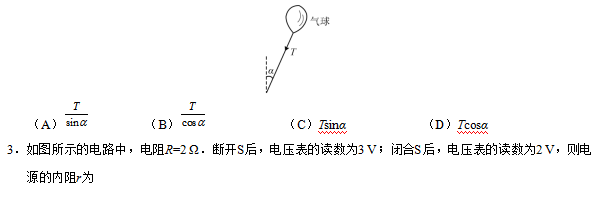 气球
T
α
(A) T/sinα (B) T/cosα (C)Tsinα (D)Tcosα
3．如图所示的电路中，电阻R=2 Ω．断开S后，电压表的读数为3 V；闭合S后，电压表的读数为2 V，则电
源的内阻r为